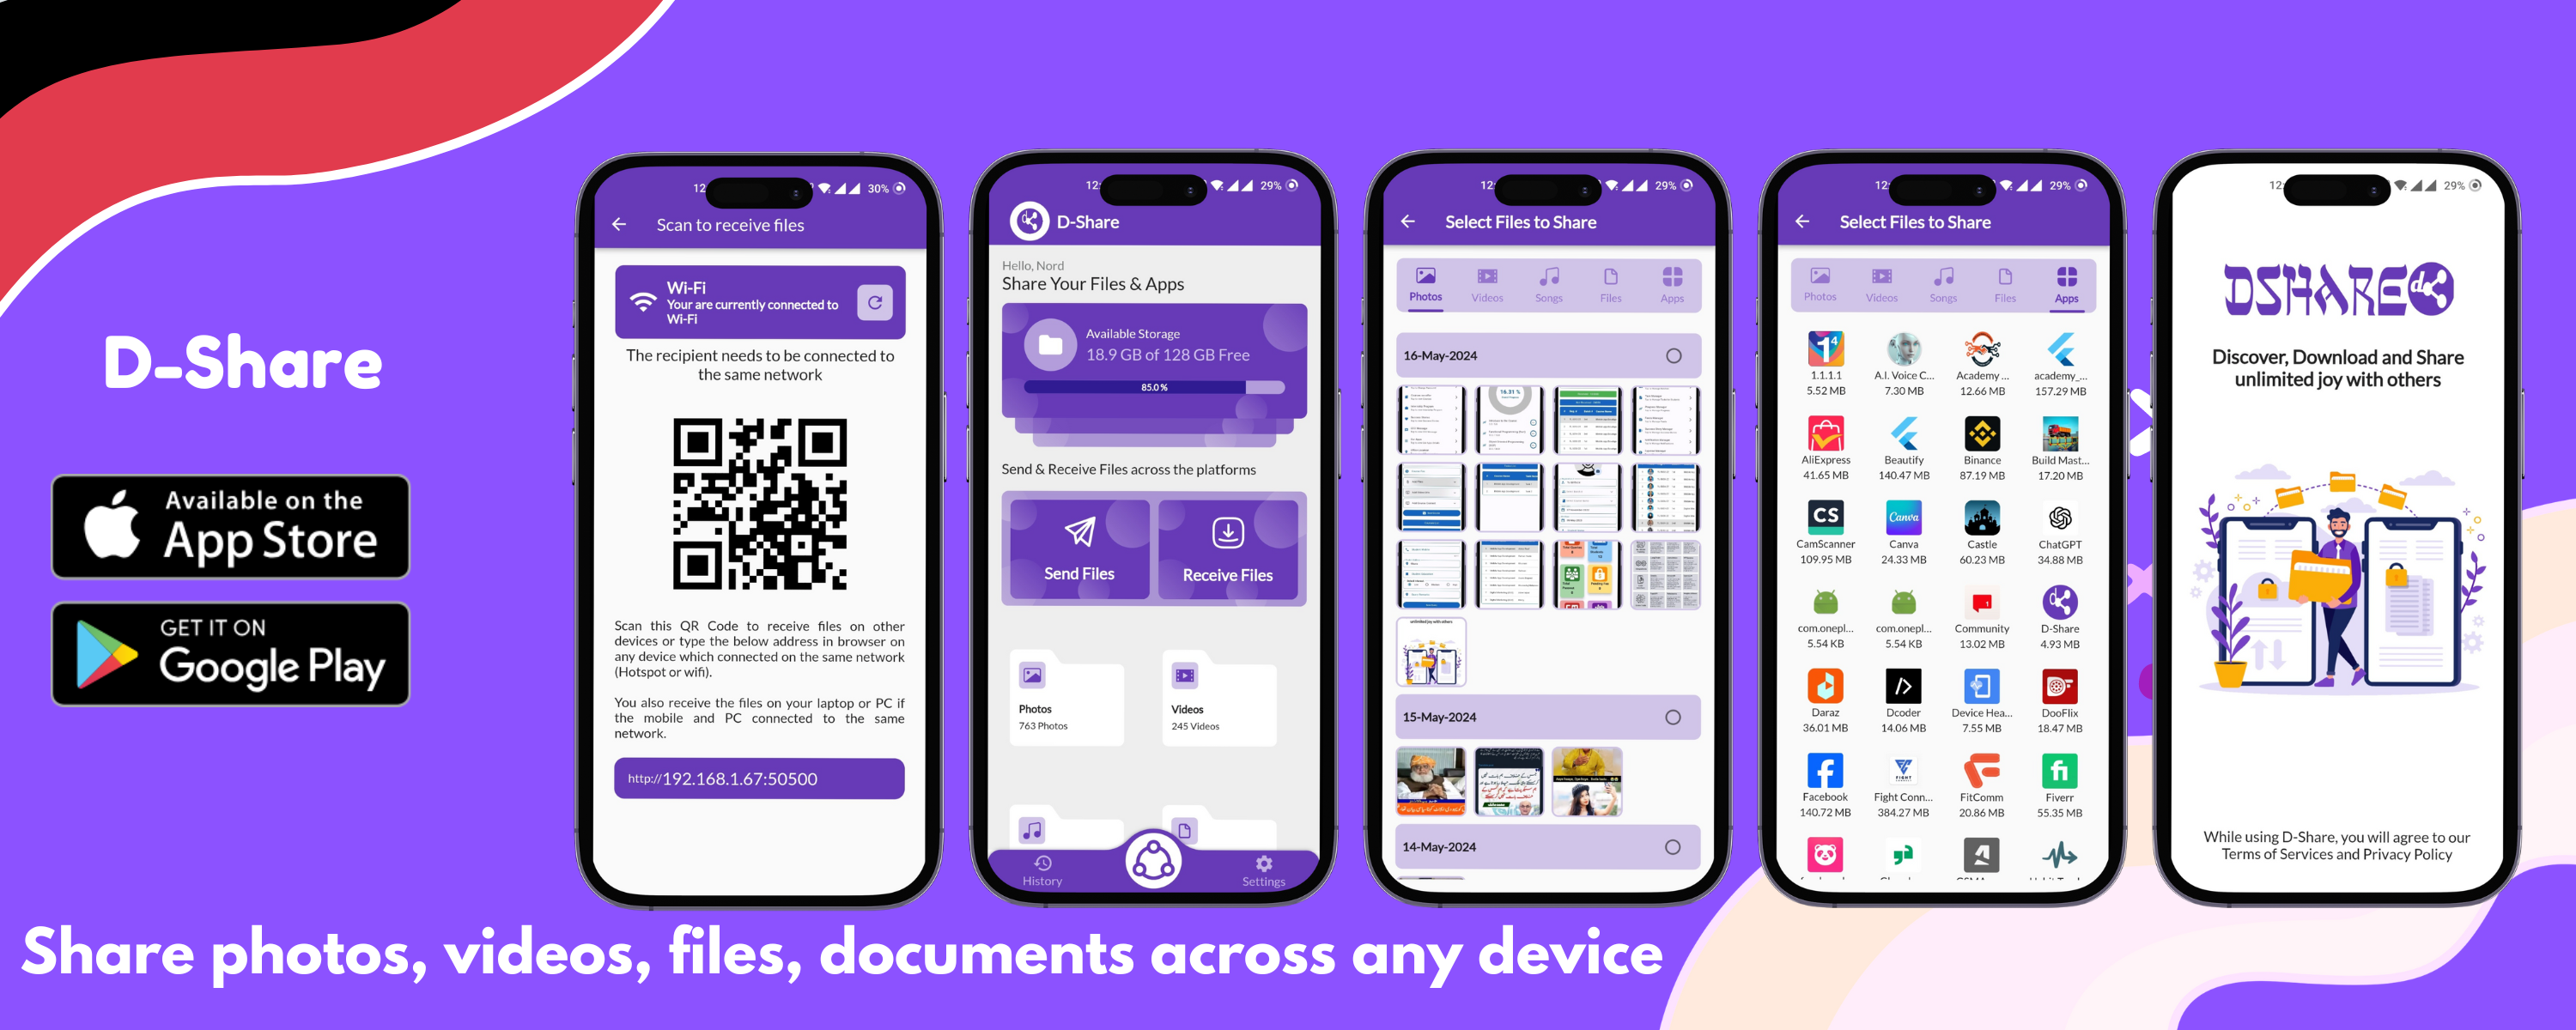 D-Share
Available on the
App Store
GET IT ON
Google Play
12
30%
Scan to receive files
Wi-Fi
Your are currently connected to
Wi-Fi
The recipient needs to be connected to
the same network
Scan this QR Code to receive files on other
devices or type the below address in browser on
any device which connected on the same network
(Hotspot or wifi).
You also receive the files on your laptop or PC if
the mobile and PC connected to the same
network.
http://192.168.1.67:50500
12:
29%
D-Share
Hello, Nord
Share Your Files & Apps
Available Storage
18.9 GB of 128 GB Free
85.0 %
Send & Receive Files across the platforms
Send Files
Receive Files
Photos
763 Photos
Videos
245 Videos
History
Settings
12:
29%
Select Files to Share
Photos Videos Songs Files Apps
16-May-2024
16.31 %
unlimited joy with others
15-May-2024
14-May-2024
12:
29%
Select Files to Share
Photos Videos Songs Files Apps
1.1.1.1 A.I. Voice C... Academy ... academy_...
5.52 MB 7.30 MB 12.66 MB 157.29 MB
AliExpress Beautify Binance Build Mast...
41.65 MB 140.47 MB 87.19 MB 17.20 MB
CS Canva
CamScanner Canva Castle ChatGPT
109.95 MB 24.33 MB 60.23 MB 34.88 MB
com.onepl... com.onepl... Community D-Share
5.54 KB 5.54 KB 13.02 MB 4.93 MB
Daraz Dcoder Device Hea... DooFlix
36.01 MB 14.06 MB 7.55 MB 18.47 MB
Facebook Fight Conn... FitComm Fiverr
140.72 MB 384.27 MB 20.86 MB 55.35 MB
12:
29%
DSHARE
Discover, Download and Share
unlimited joy with others
While using D-Share, you will agree to our
Terms of Services and Privacy Policy
Share photos, videos, files, documents across any device